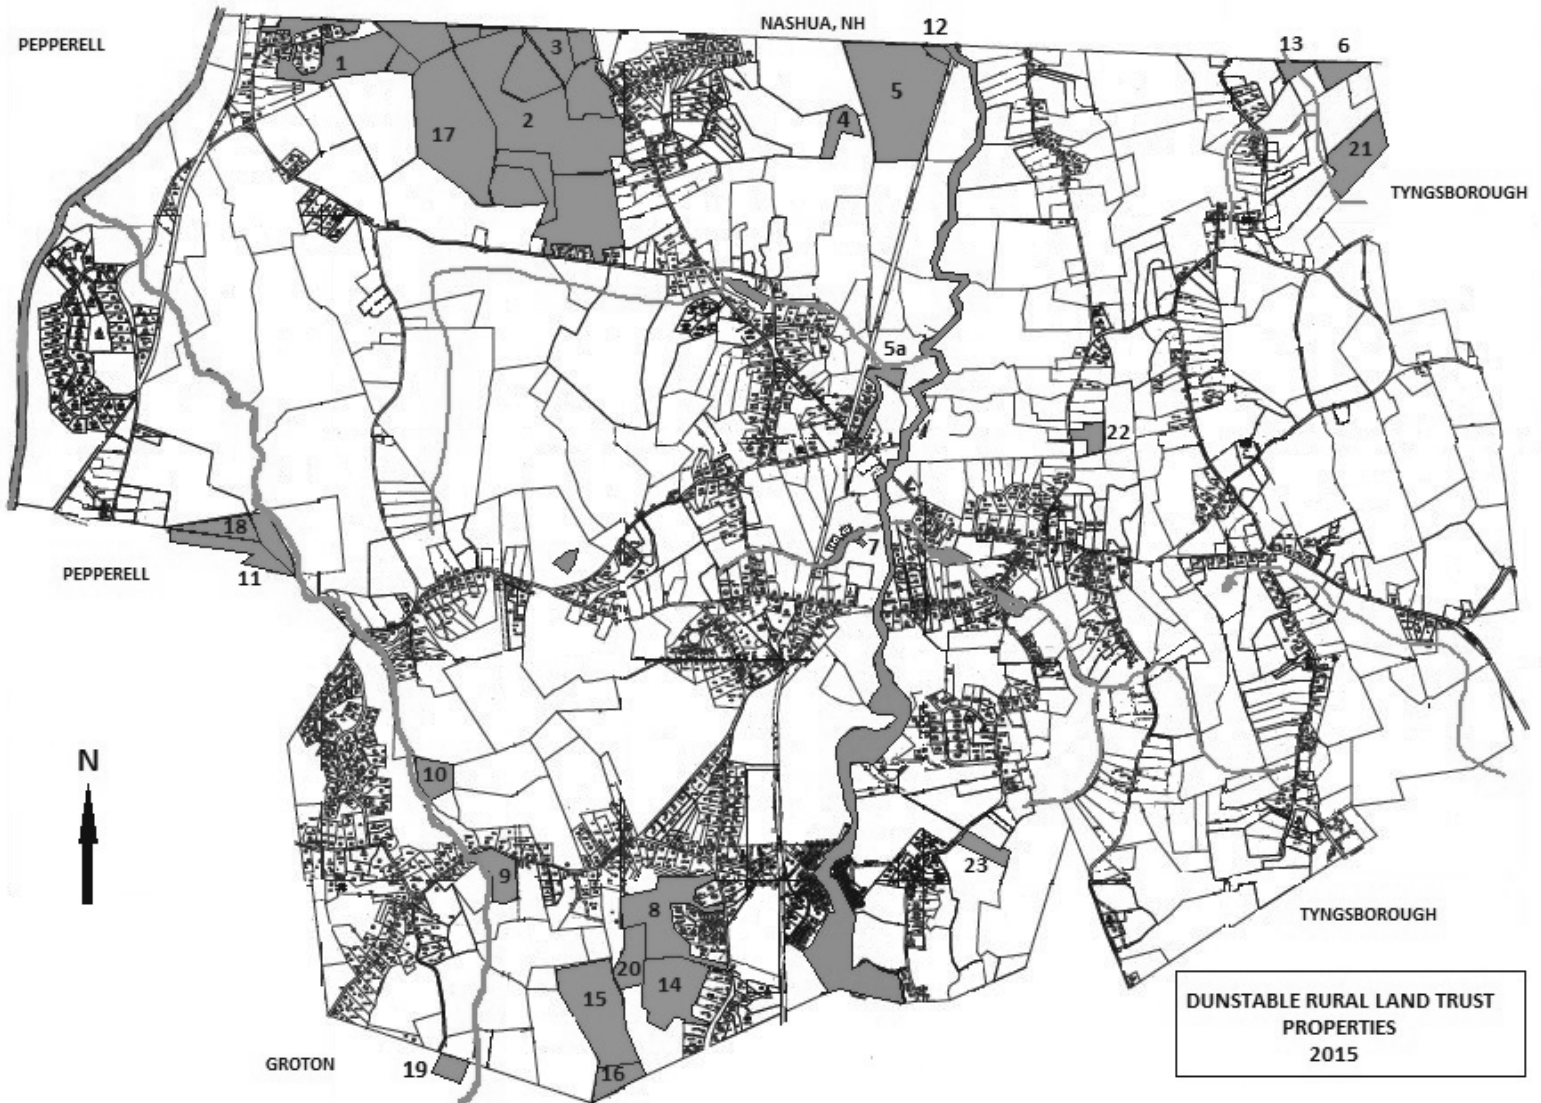 NASHUA, NH
12
PEPPERELL
13
6
3
1
5
4
17
2
21
TYNGSBOROUGH
5a
22
18
7
PEPPERELL
11
N
10
23
9
8
TYNGSBOROUGH
20
14
15
DUNSTABLE RURAL LAND TRUST
PROPERTIES
2015
GROTON
19
16